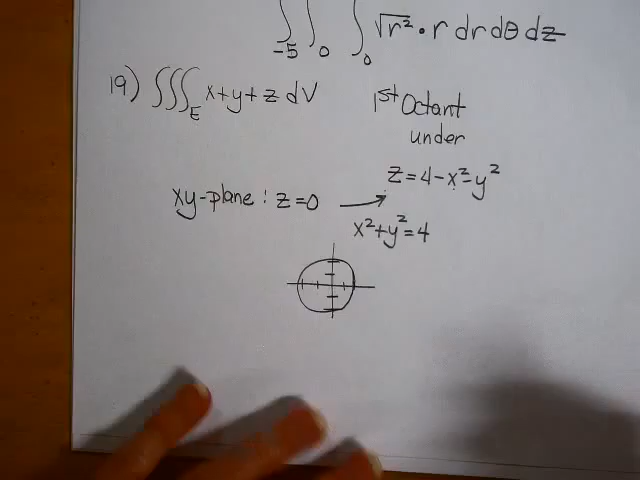 ∫∫∫ √r² • r dr dθ dz
-5 0 0
19) ∭_E x+y+z dV 1st Octant
under
z = 4 - x² - y²
xy-plane : z = 0 →
x² + y² = 4